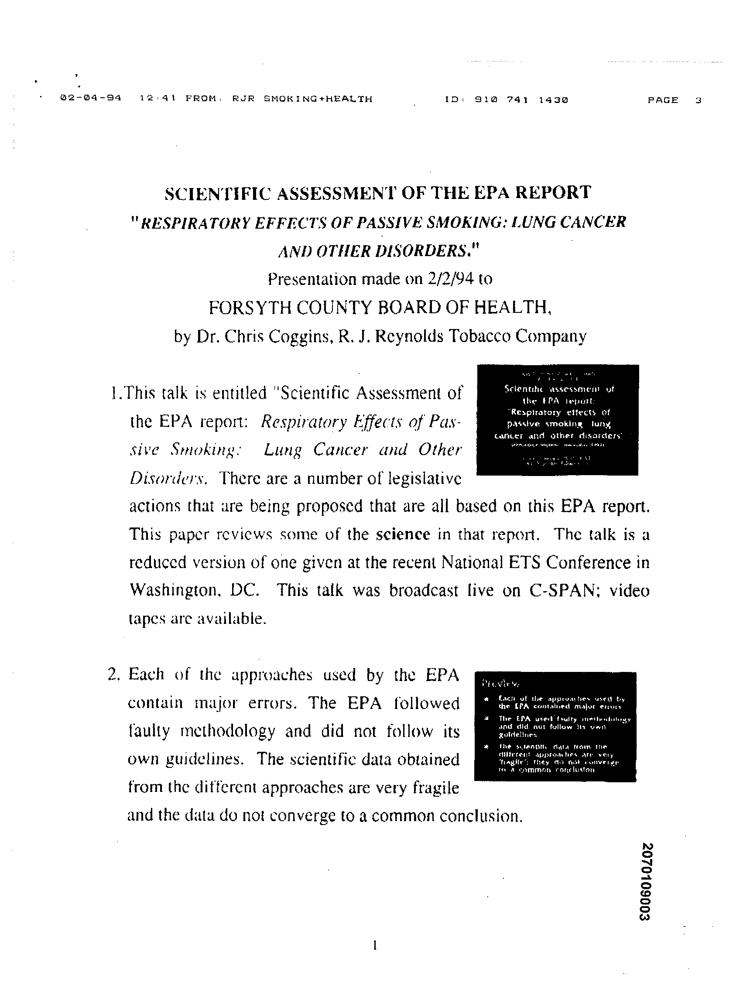 02-04-94 12:41 FROM: RJR SMOKING+HEALTH ID: 910 741 1430 PAGE 3
SCIENTIFIC ASSESSMENT OF THE EPA REPORT
"RESPIRATORY EFFECTS OF PASSIVE SMOKING: LUNG CANCER
AND OTHER DISORDERS."
Presentation made on 2/2/94 to
FORSYTH COUNTY BOARD OF HEALTH,
by Dr. Chris Coggins, R. J. Reynolds Tobacco Company
1.This talk is entitled "Scientific Assessment of
the EPA report: Respiratory Effects of Pas-
sive Smoking: Lung Cancer and Other
Disorders. There are a number of legislative
actions that are being proposed that are all based on this EPA report.
This paper reviews some of the science in that report. The talk is a
reduced version of one given at the recent National ETS Conference in
Washington, DC. This talk was broadcast live on C-SPAN; video
tapes are available.
Scientific assessment of
the EPA report:
"Respiratory effects of
passive smoking lung
cancer and other disorders"
2. Each of the approaches used by the EPA
contain major errors. The EPA followed
faulty methodology and did not follow its
own guidelines. The scientific data obtained
from the different approaches are very fragile
and the data do not converge to a common conclusion.
Preview
Each of the approaches used by
the EPA contained major errors
The EPA used faulty methodology
and did not follow its own
guidelines.
The scientific data from the
different approaches are very
"fragile"; they do not converge
to a common conclusion
2070109003
1